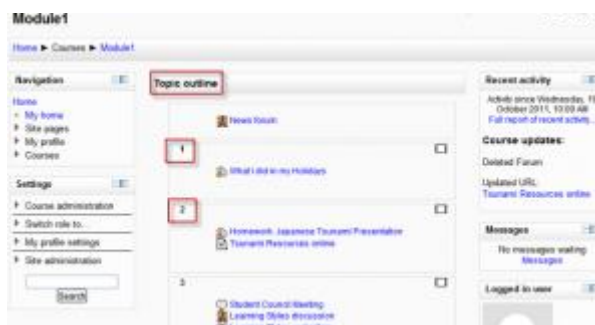 Module1
Home ► Courses ► Module1
Navigation
Home
My home
Site pages
My profile
Courses
Settings
Course administration
Switch role to...
My profile settings
Site administration
Search
Topic outline
News forum
1
What I did in my Holidays
2
Homework: Japanese Tsunami Presentation
Tsunami Resources online
3
Student Council Meeting
Learning Styles discussion
Recent activity
Activity since Wednesday, 19
October 2011, 10:09 AM
Full report of recent activity...
Course updates:
Deleted Forum
Updated URL:
Tsunami Resources online
Messages
No messages waiting
Messages
Logged in user